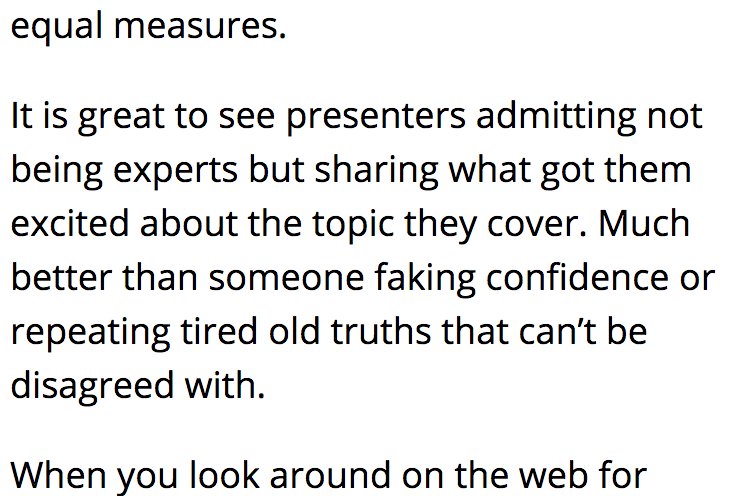 equal measures.
It is great to see presenters admitting not
being experts but sharing what got them
excited about the topic they cover. Much
better than someone faking confidence or
repeating tired old truths that can’t be
disagreed with.
When you look around on the web for